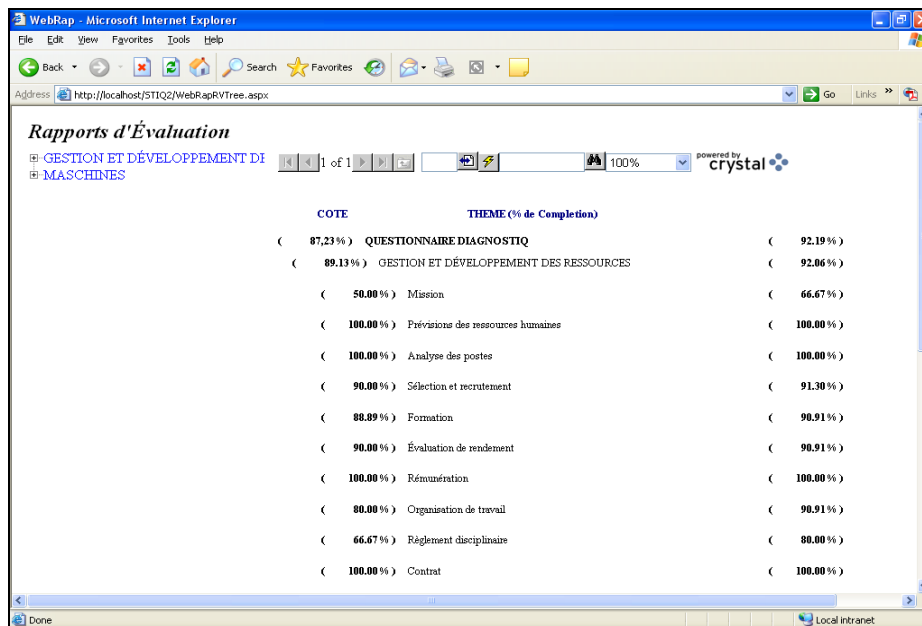 WebRap - Microsoft Internet Explorer
File Edit View Favorites Tools Help
Back Search Favorites
Address http://localhost/STIQ2/WebRapRVTree.aspx Go Links »
Rapports d'Évaluation
GESTION ET DÉVELOPPEMENT DE
MASCHINES
1 of 1 100% powered by crystal
COTE THEME (% de Completion)
( 87,23% ) QUESTIONNAIRE DIAGNOSTIQ ( 92.19% )
( 89.13% ) GESTION ET DÉVELOPPEMENT DES RESSOURCES ( 92.06% )
( 50.00% ) Mission ( 66.67% )
( 100.00% ) Prévisions des ressources humaines ( 100.00% )
( 100.00% ) Analyse des postes ( 100.00% )
( 90.00% ) Sélection et recrutement ( 91.30% )
( 88.89% ) Formation ( 90.91% )
( 90.00% ) Évaluation de rendement ( 90.91% )
( 100.00% ) Rémunération ( 100.00% )
( 80.00% ) Organisation de travail ( 90.91% )
( 66.67% ) Règlement disciplinaire ( 80.00% )
( 100.00% ) Contrat ( 100.00% )
Done Local intranet